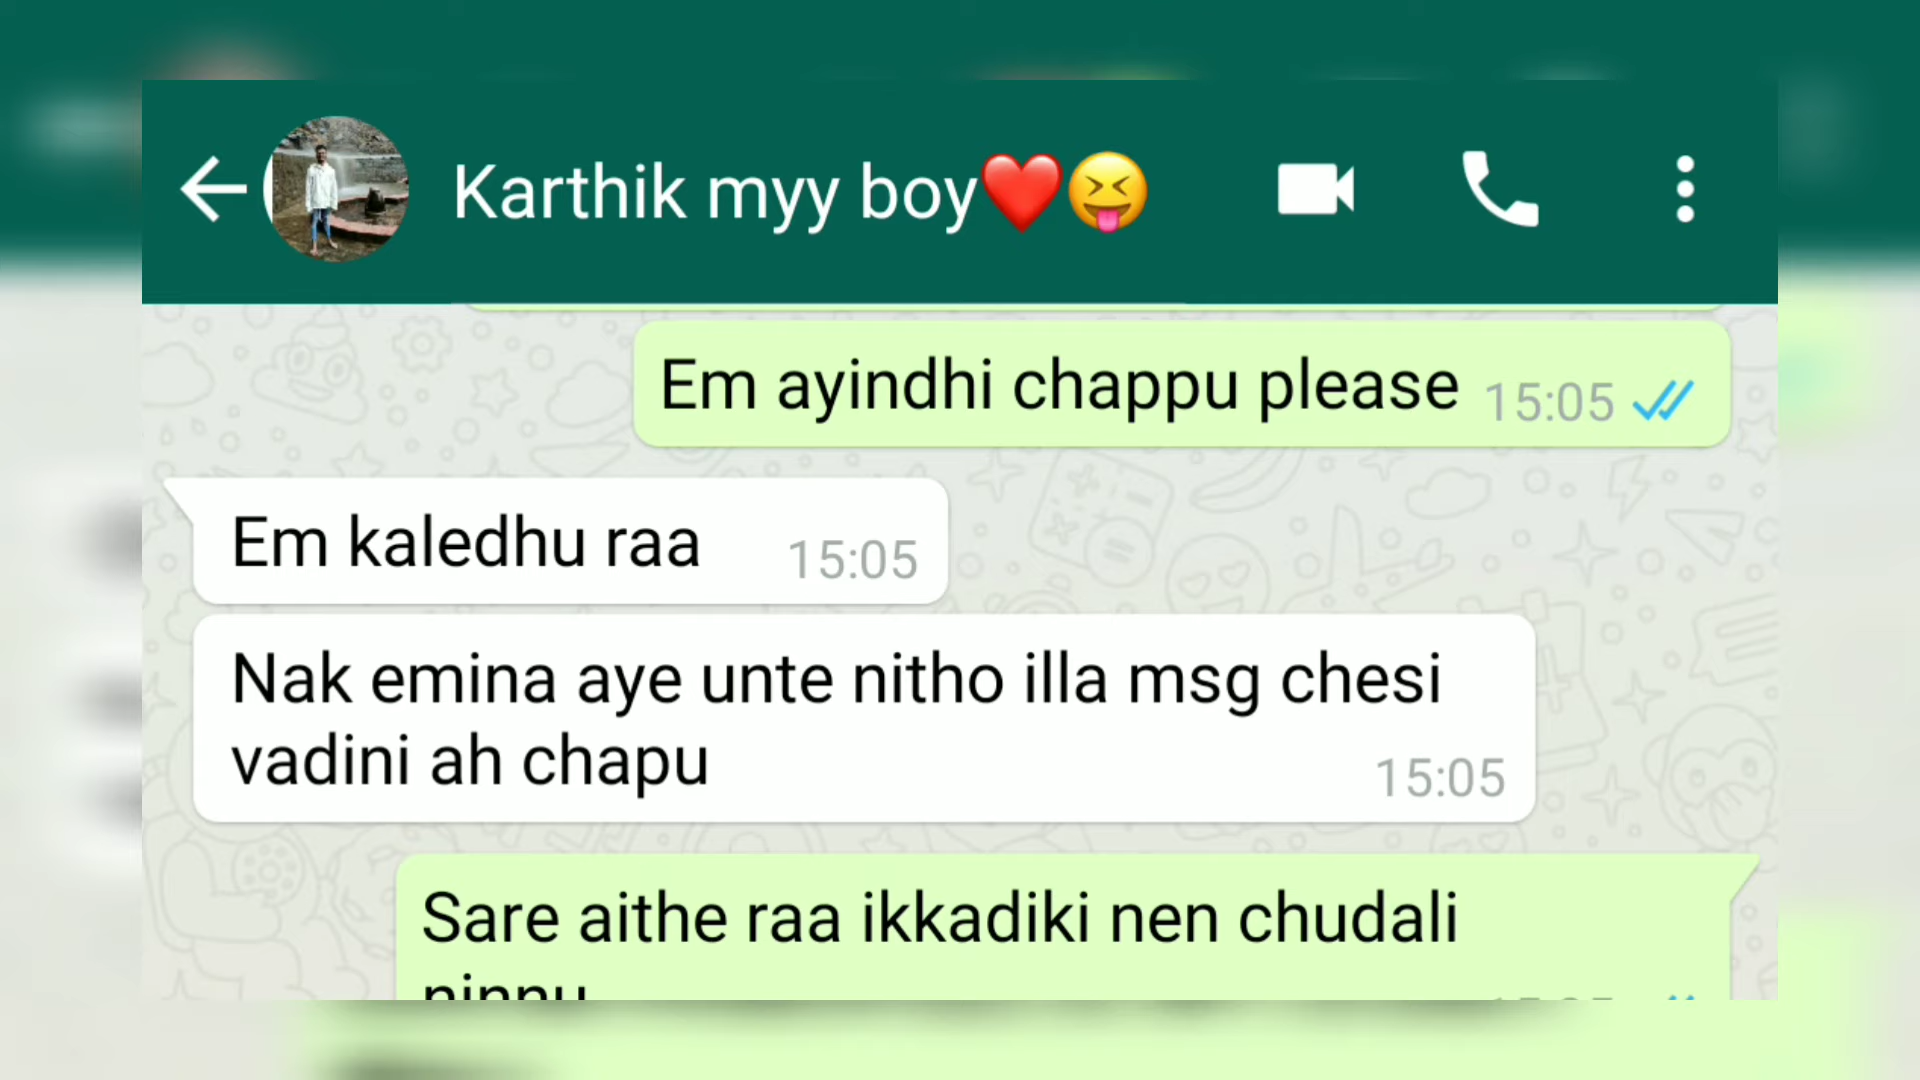 Karthik myy boy❤️😝
Em ayindhi chappu please 15:05
Em kaledhu raa 15:05
Nak emina aye unte nitho illa msg chesi
vadini ah chapu 15:05
Sare aithe raa ikkadiki nen chudali
ninnu